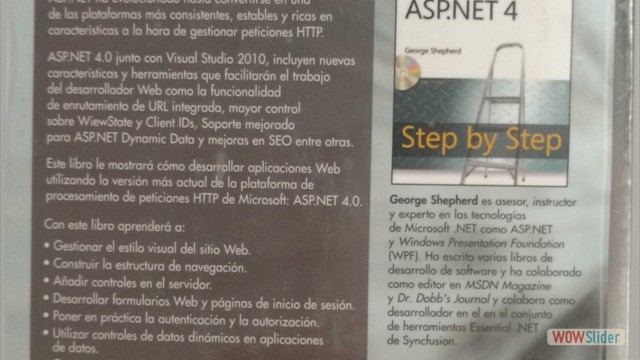 de las plataformas más consistentes, estables y ricas en
características a la hora de gestionar peticiones HTTP.
ASP.NET 4.0 junto con Visual Studio 2010, incluyen nuevas
características y herramientas que facilitarán el trabajo
del desarrollador Web como la funcionalidad
de enrutamiento de URL integrada, mayor control
sobre WiewState y Client IDs, Soporte mejorado
para ASP.NET Dynamic Data y mejoras en SEO entre otras.
Este libro le mostrará cómo desarrollar aplicaciones Web
utilizando la versión más actual de la plataforma de
procesamiento de peticiones HTTP de Microsoft: ASP.NET 4.0.
Con este libro aprenderá a:
• Gestionar el estilo visual del sitio Web.
• Construir la estructura de navegación.
• Añadir controles en el servidor.
• Desarrollar formularios Web y páginas de inicio de sesión.
• Poner en práctica la autenticación y la autorización.
• Utilizar controles de datos dinámicos en aplicaciones
de datos.
ASP.NET 4
George Shepherd
Step by Step
George Shepherd es asesor, instructor
y experto en las tecnologías
de Microsoft .NET como ASP.NET
y Windows Presentation Foundation
(WPF). Ha escrito varios libros de
desarrollo de software y ha colaborado
como editor en MSDN Magazine
y Dr. Dobb's Journal y colabora como
desarrollador en el en el conjunto
de herramientas Essential .NET
de Syncfusion.
WOWSlider